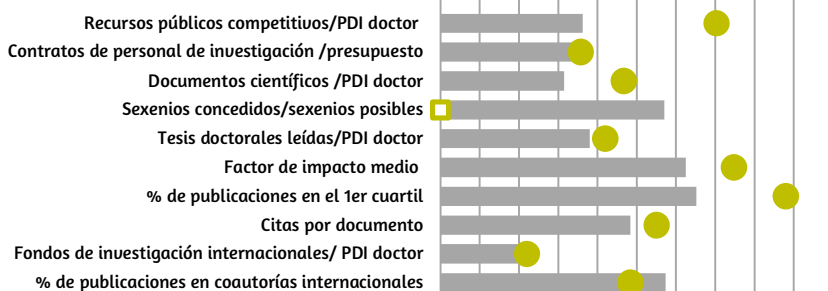 Recursos públicos competitivos/PDI doctor
Contratos de personal de investigación /presupuesto
Documentos científicos /PDI doctor
Sexenios concedidos/sexenios posibles
Tesis doctorales leídas/PDI doctor
Factor de impacto medio
% de publicaciones en el 1er cuartil
Citas por documento
Fondos de investigación internacionales/ PDI doctor
% de publicaciones en coautorías internacionales